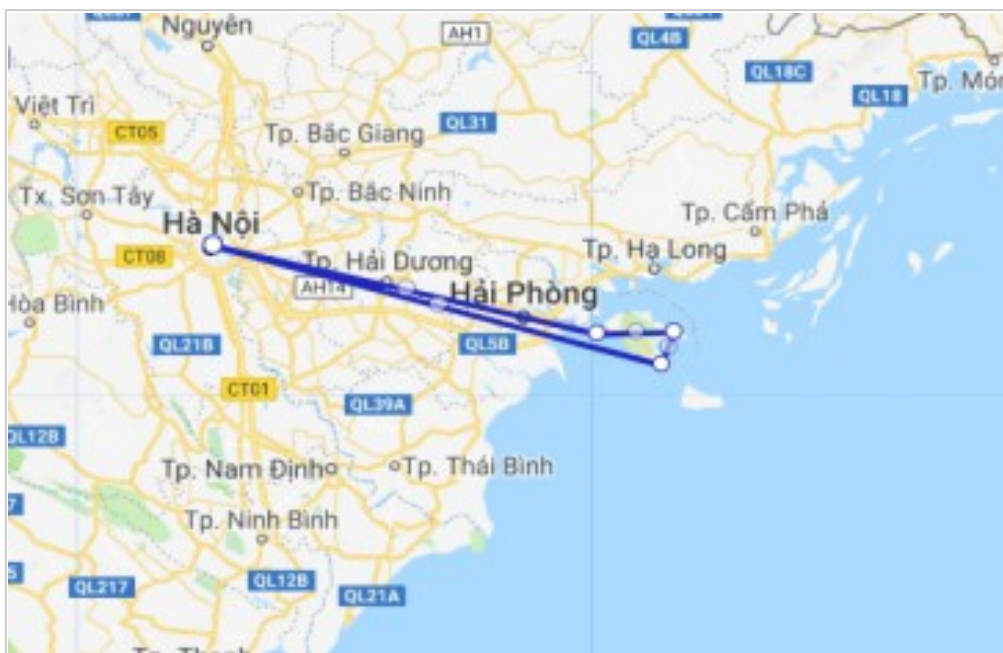 QL4B
AH1
Nguyên
QL18C
Tp. Món
QL18
Việt Trì
QL31
CT05
Tp. Bắc Giang
Tx. Sơn Tây
Tp. Bắc Ninh
Hà Nội
Tp. Cẩm Phả
CT08
Tp. Hải Dương
Tp. Hạ Long
AH14
Hải Phòng
Hòa Bình
QL21B
QL5B
CT01
QL39A
QL12B
Tp. Nam Định
Tp. Thái Bình
Tp. Ninh Bình
QL217
QL12B
QL21A